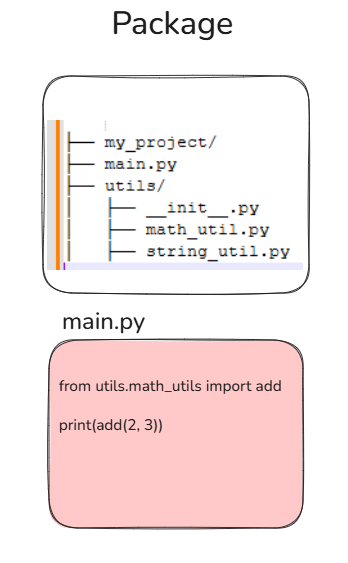 Package
├── my_project/
├── main.py
├── utils/
│   ├── __init__.py
│   ├── math_util.py
│   ├── string_util.py
main.py
from utils.math_utils import add
print(add(2, 3))